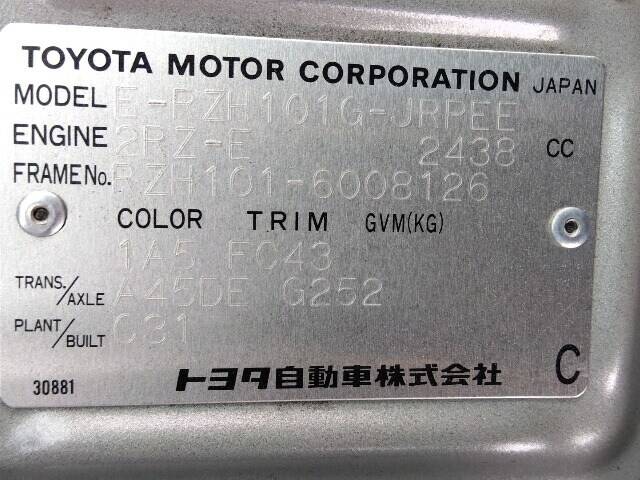 TOYOTA MOTOR CORPORATION JAPAN
MODEL E-RZH101G-JRPEE
ENGINE 2RZ-E 2438 CC
FRAME No. RZH101-6008126
COLOR TRIM GVM(KG)
1A5 FC43
TRANS./AXLE A45DE G252
PLANT/BUILT C31
30881 トヨタ自動車株式会社 C